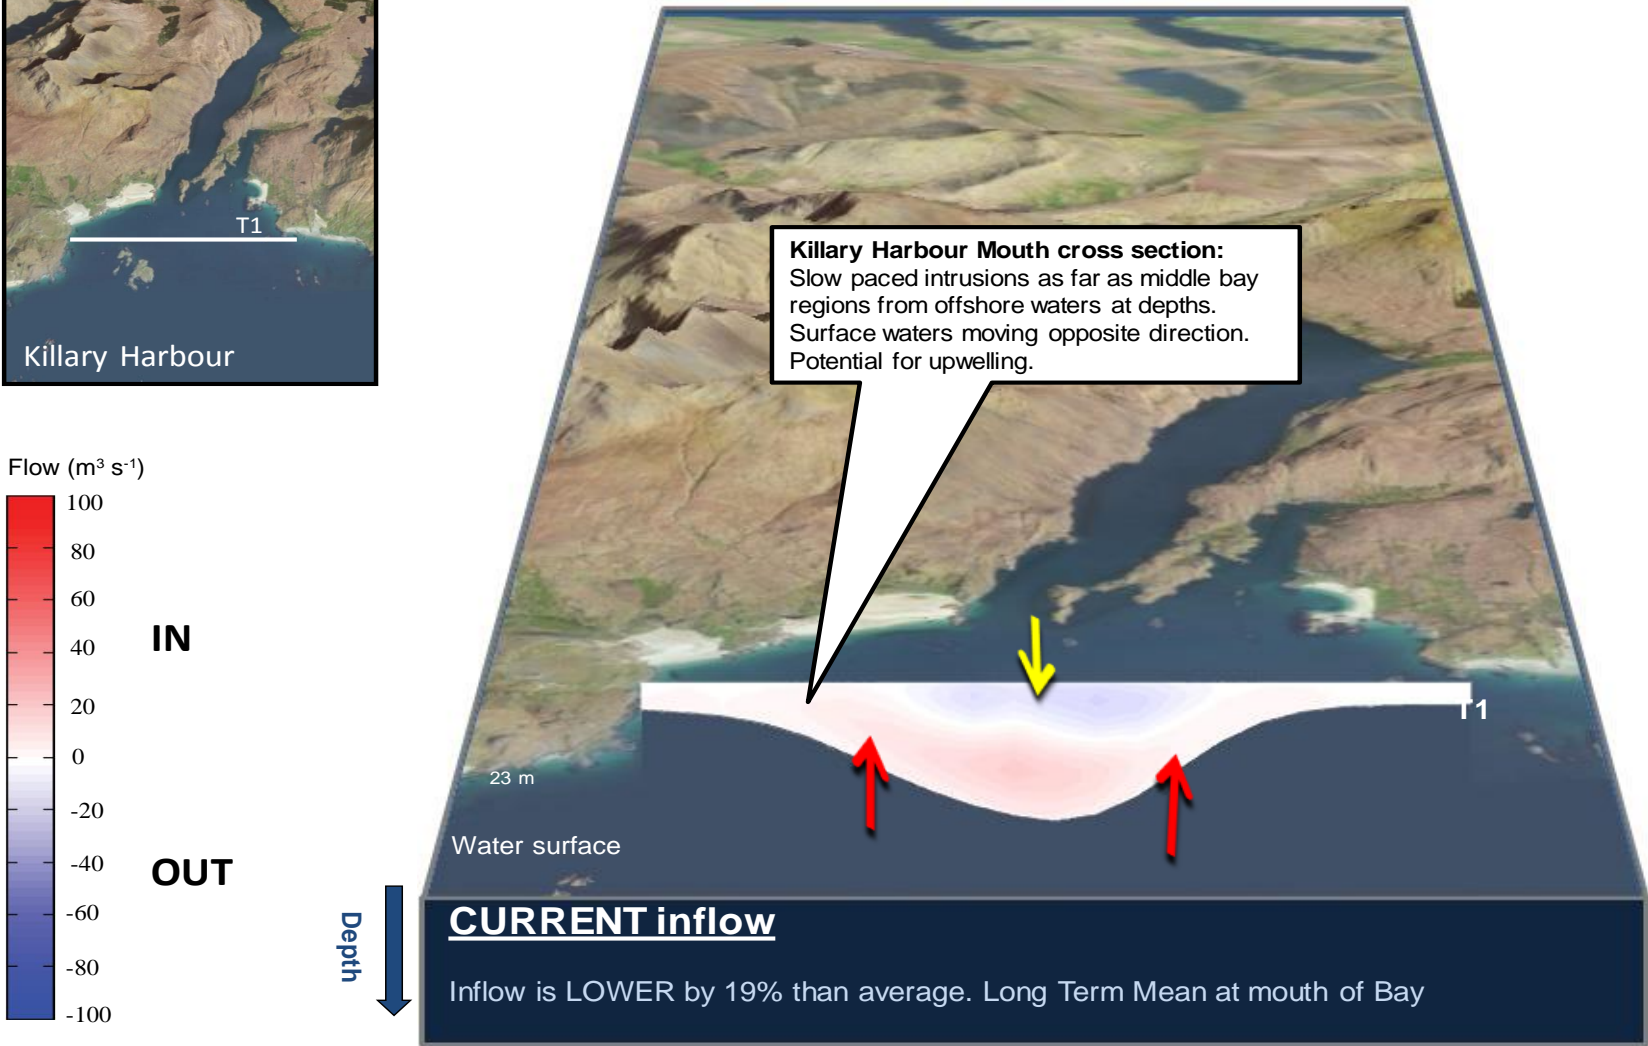 T1
Killary Harbour
Flow (m³ s⁻¹)
100
80
60
40
20
0
-20
-40
-60
-80
-100
IN
OUT
Killary Harbour Mouth cross section:
Slow paced intrusions as far as middle bay
regions from offshore waters at depths.
Surface waters moving opposite direction.
Potential for upwelling.
T1
23 m
Water surface
Depth
CURRENT inflow
Inflow is LOWER by 19% than average. Long Term Mean at mouth of Bay